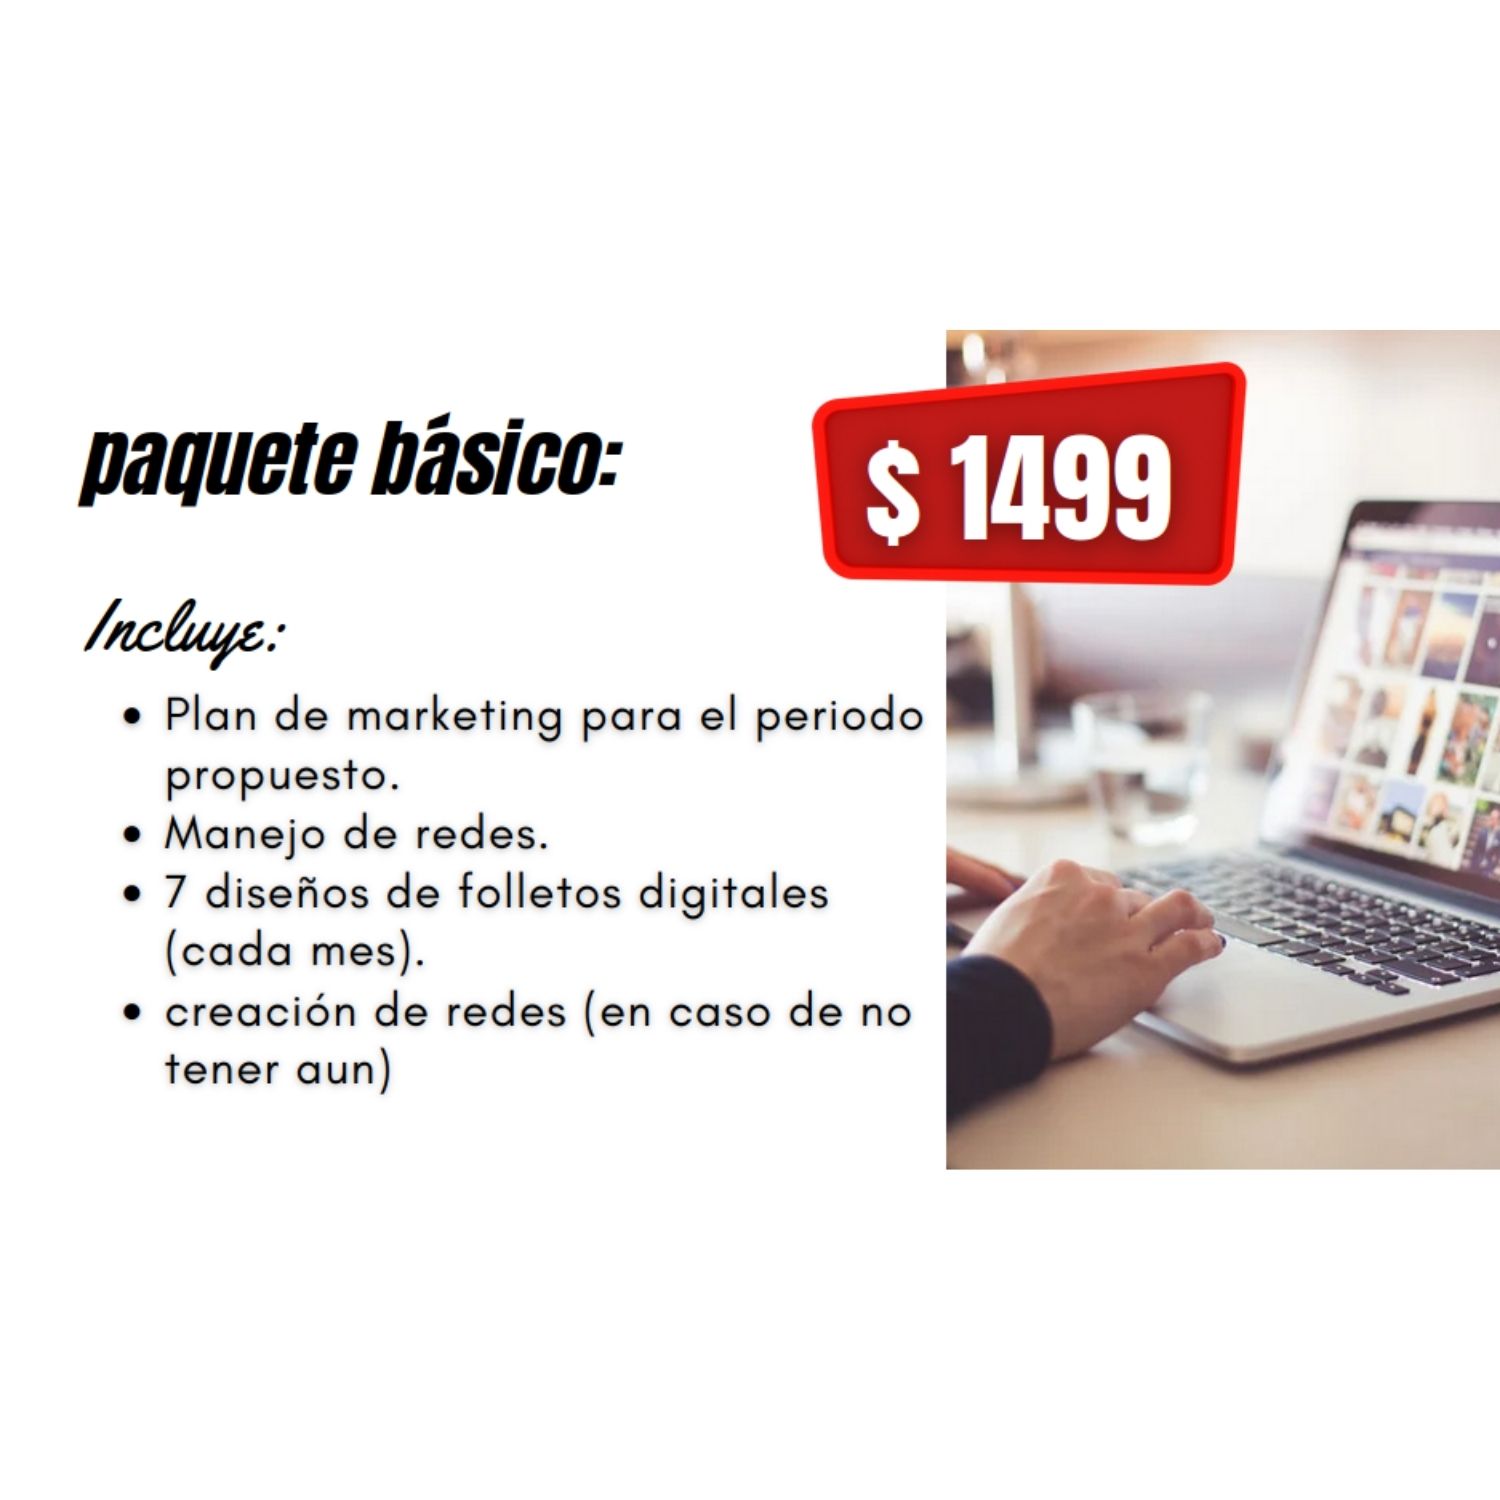 paquete básico:
$ 1499
Incluye:
• Plan de marketing para el periodo
propuesto.
• Manejo de redes.
• 7 diseños de folletos digitales
(cada mes).
• creación de redes (en caso de no
tener aun)